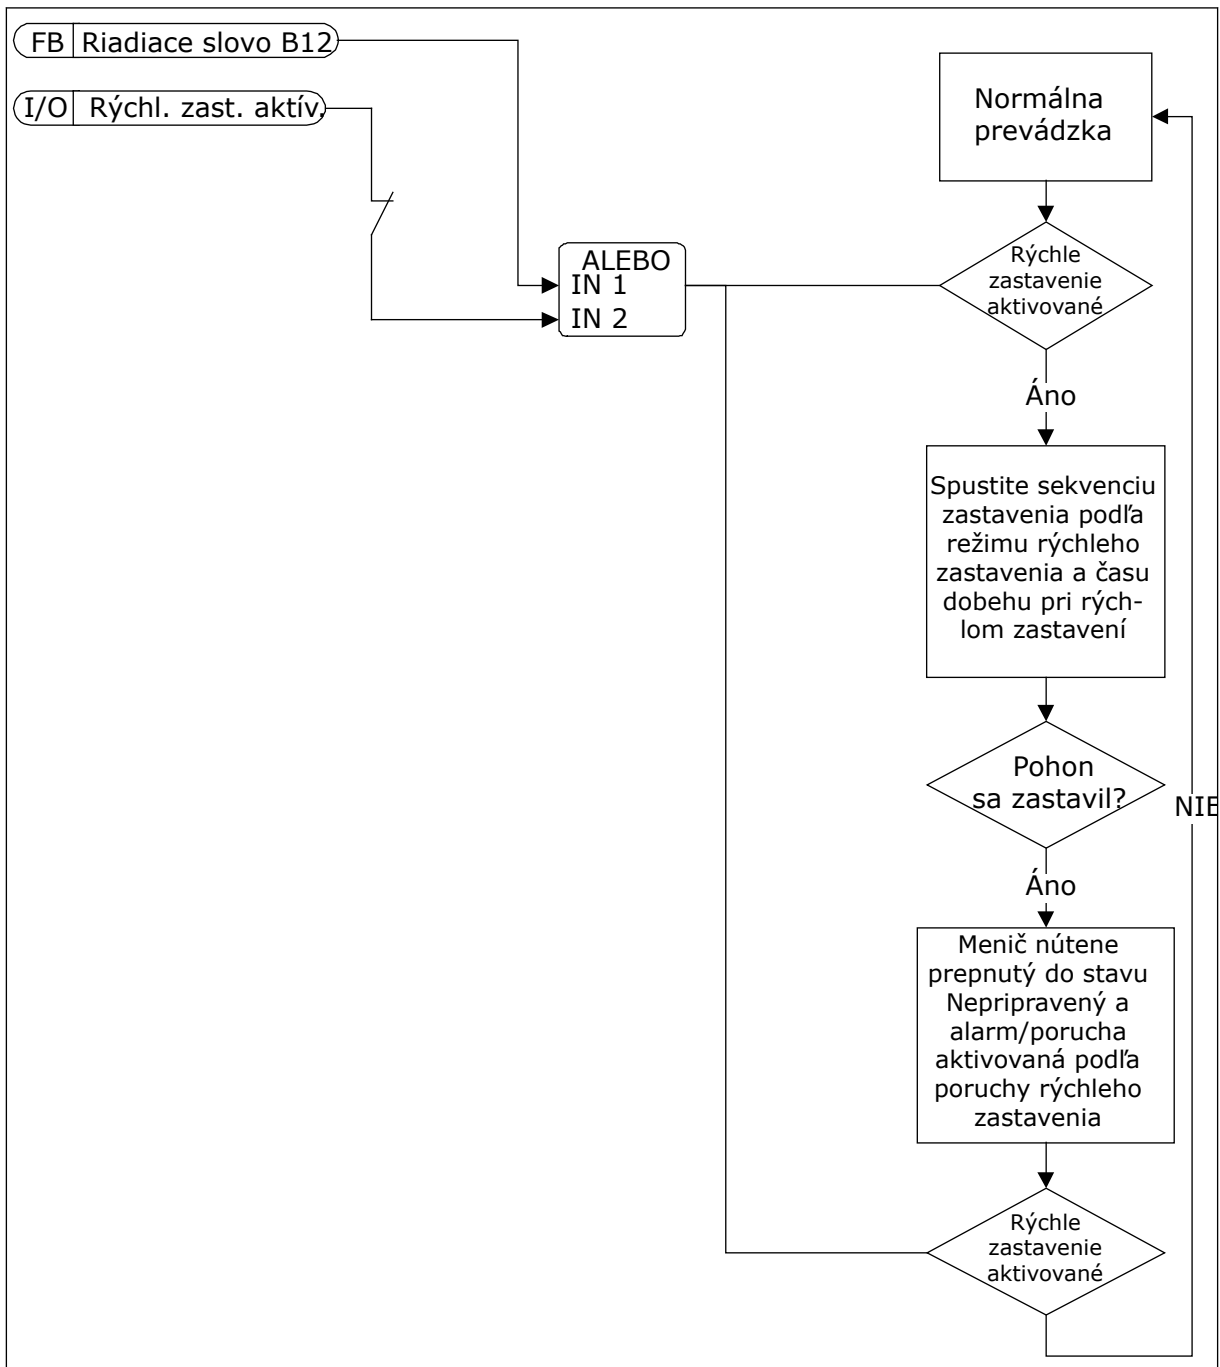 FB Riadiace slovo B12
I/O Rýchl. zast. aktív.
ALEBO
IN 1
IN 2
Normálna
prevádzka
Rýchle
zastavenie
aktivované
Áno
Spustite sekvenciu
zastavenia podľa
režimu rýchleho
zastavenia a času
dobehu pri rých-
lom zastavení
Pohon
sa zastavil?
NIE
Áno
Menič nútene
prepnutý do stavu
Nepripravený a
alarm/porucha
aktivovaná podľa
poruchy rýchleho
zastavenia
Rýchle
zastavenie
aktivované